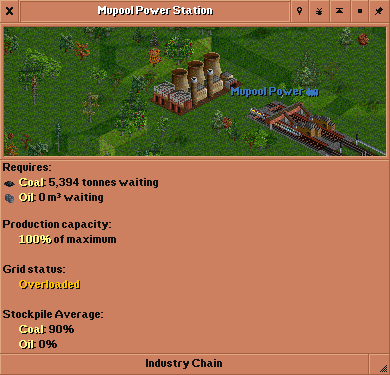 Mupool Power Station
Mupool Power
Requires:
Coal: 5,394 tonnes waiting
Oil: 0 m³ waiting
Production capacity:
100% of maximum
Grid status:
Overloaded
Stockpile Average:
Coal: 90%
Oil: 0%
Industry Chain